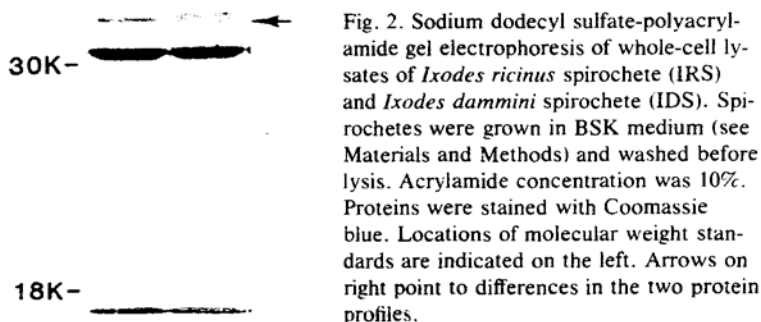 30K-
18K-
Fig. 2. Sodium dodecyl sulfate-polyacryl-
amide gel electrophoresis of whole-cell ly-
sates of Ixodes ricinus spirochete (IRS)
and Ixodes dammini spirochete (IDS). Spi-
rochetes were grown in BSK medium (see
Materials and Methods) and washed before
lysis. Acrylamide concentration was 10%.
Proteins were stained with Coomassie
blue. Locations of molecular weight stan-
dards are indicated on the left. Arrows on
right point to differences in the two protein
profiles.